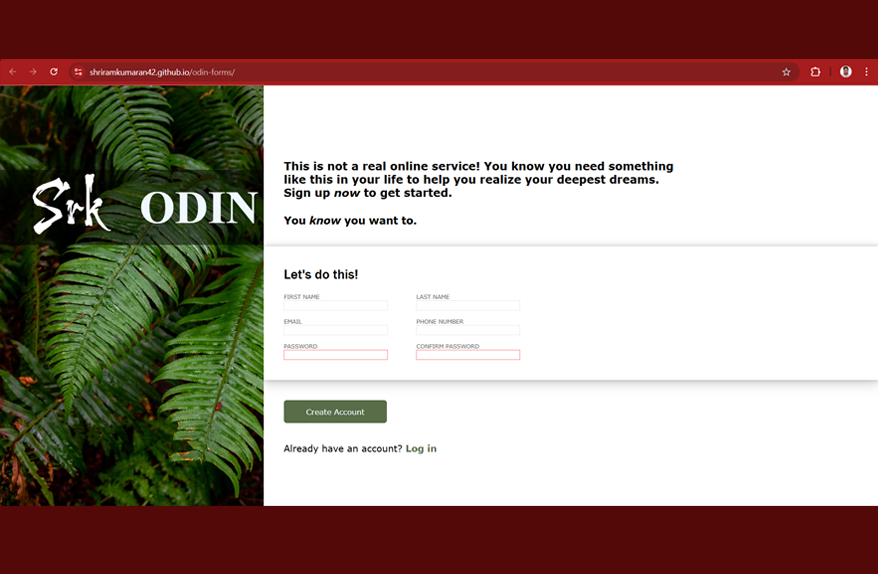 shriramkumaran42.github.io/odin-forms/
Srk ODIN
This is not a real online service! You know you need something
like this in your life to help you realize your deepest dreams.
Sign up now to get started.
You know you want to.
Let's do this!
FIRST NAME LAST NAME
EMAIL PHONE NUMBER
PASSWORD CONFIRM PASSWORD
Create Account
Already have an account? Log in